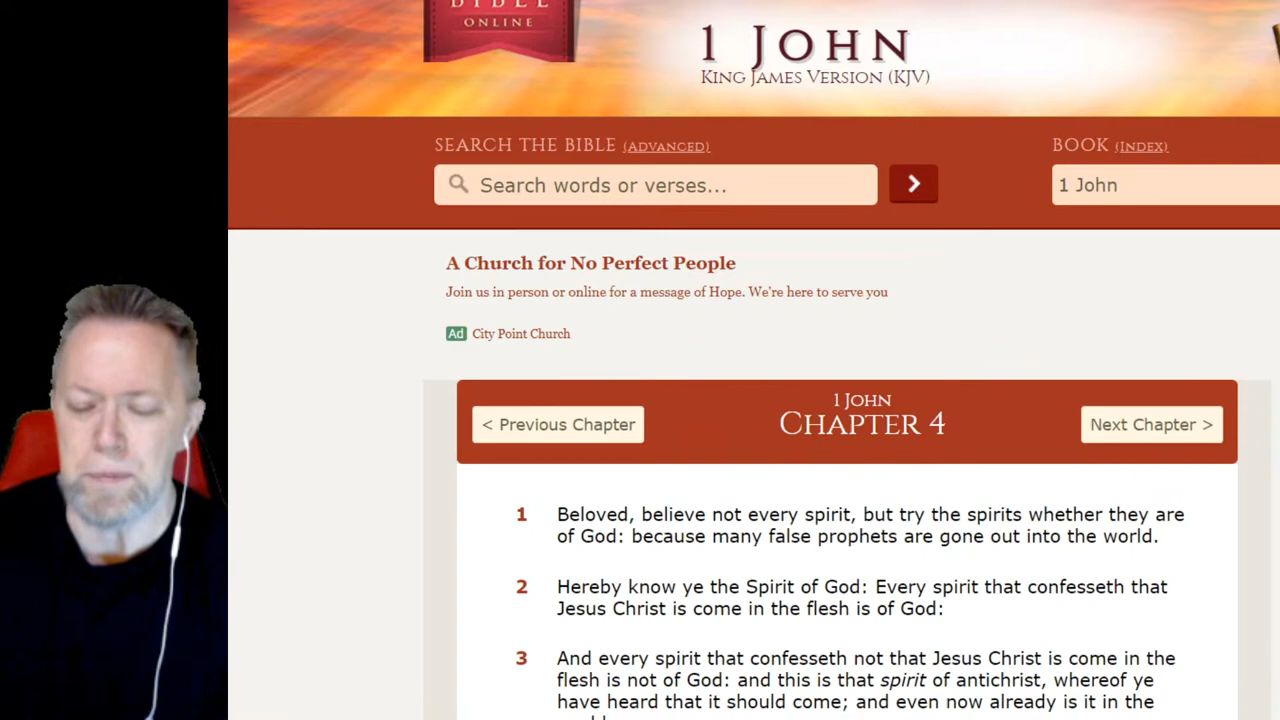 BIBLE
ONLINE
1 JOHN
KING JAMES VERSION (KJV)
SEARCH THE BIBLE (ADVANCED)
BOOK (INDEX)
Search words or verses...
1 John
A Church for No Perfect People
Join us in person or online for a message of Hope. We're here to serve you
Ad City Point Church
1 JOHN
< Previous Chapter
CHAPTER 4
Next Chapter >
1 Beloved, believe not every spirit, but try the spirits whether they are
of God: because many false prophets are gone out into the world.
2 Hereby know ye the Spirit of God: Every spirit that confesseth that
Jesus Christ is come in the flesh is of God:
3 And every spirit that confesseth not that Jesus Christ is come in the
flesh is not of God: and this is that spirit of antichrist, whereof ye
have heard that it should come; and even now already is it in the